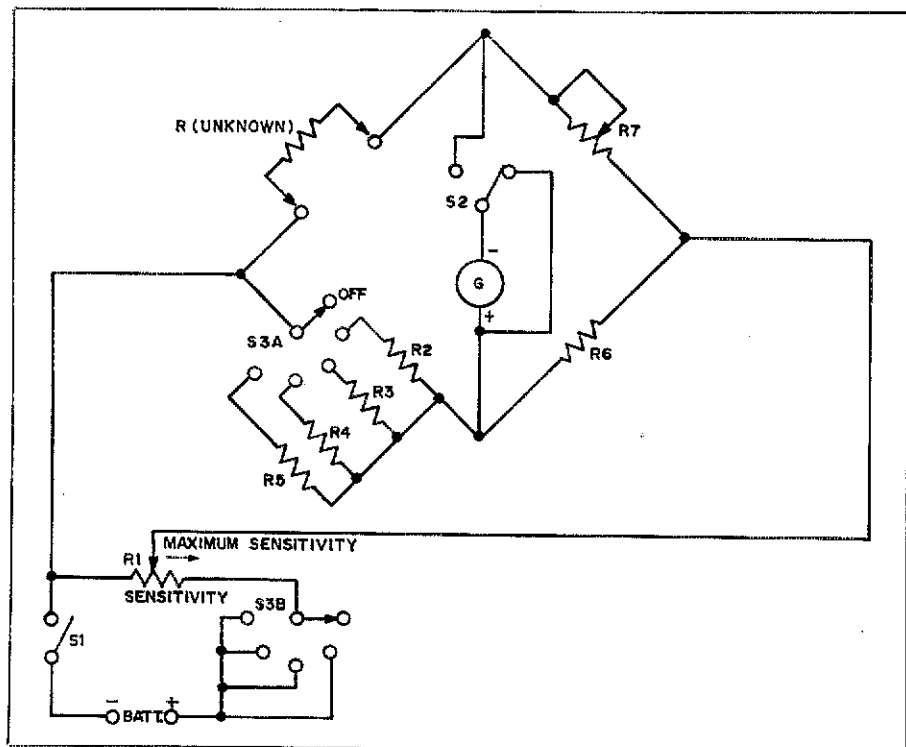 R (UNKNOWN)
R7
S2
-
G
+
OFF
S3A
R2
R6
R3
R4
R5
MAXIMUM SENSITIVITY
R1
SENSITIVITY
S3B
S1
- +
BATT.